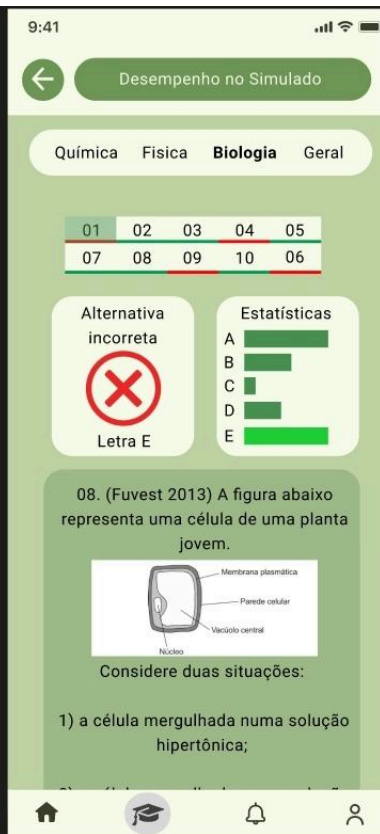 9:41
Desempenho no Simulado
Química Fisica Biologia Geral
01 02 03 04 05
07 08 09 10 06
Alternativa
incorreta
Letra E
Estatísticas
A
B
C
D
E
08. (Fuvest 2013) A figura abaixo
representa uma célula de uma planta
jovem.
Membrana plasmática
Parede celular
Vacúolo central
Núcleo
Considere duas situações:
1) a célula mergulhada numa solução
hipertônica;